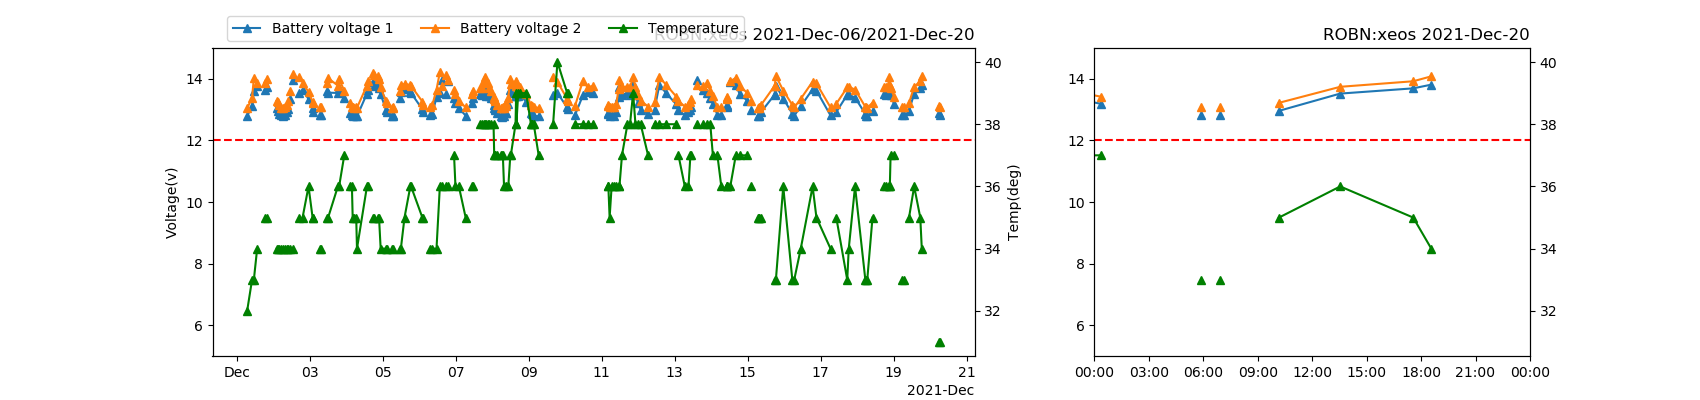 Battery voltage 1 Battery voltage 2 Temperature
ROBN:xeos 2021-Dec-06/2021-Dec-20
ROBN:xeos 2021-Dec-20
Voltage(v)
14
12
10
8
6
Temp(deg)
40
38
36
34
32
Dec 03 05 07 09 11 13 15 17 19 21
2021-Dec
14
12
10
8
6
40
38
36
34
32
00:00 03:00 06:00 09:00 12:00 15:00 18:00 21:00 00:00